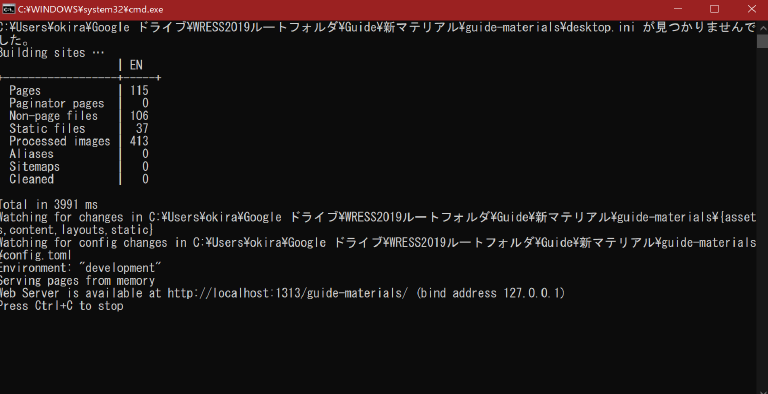 C:¥WINDOWS¥system32¥cmd.exe
C:¥Users¥okira¥Google ドライブ¥WRESS2019ルートフォルダ¥Guide¥新マテリアル¥guide-materials¥desktop.ini が見つかりませんで
した。
Building sites …
| EN
+------------------+-----+
Pages | 115
Paginator pages | 0
Non-page files | 106
Static files | 37
Processed images | 413
Aliases | 0
Sitemaps | 0
Cleaned | 0
Total in 3991 ms
Watching for changes in C:¥Users¥okira¥Google ドライブ¥WRESS2019ルートフォルダ¥Guide¥新マテリアル¥guide-materials¥{asset
s,content,layouts,static}
Watching for config changes in C:¥Users¥okira¥Google ドライブ¥WRESS2019ルートフォルダ¥Guide¥新マテリアル¥guide-materials
¥config.toml
Environment: "development"
Serving pages from memory
Web Server is available at http://localhost:1313/guide-materials/ (bind address 127.0.0.1)
Press Ctrl+C to stop